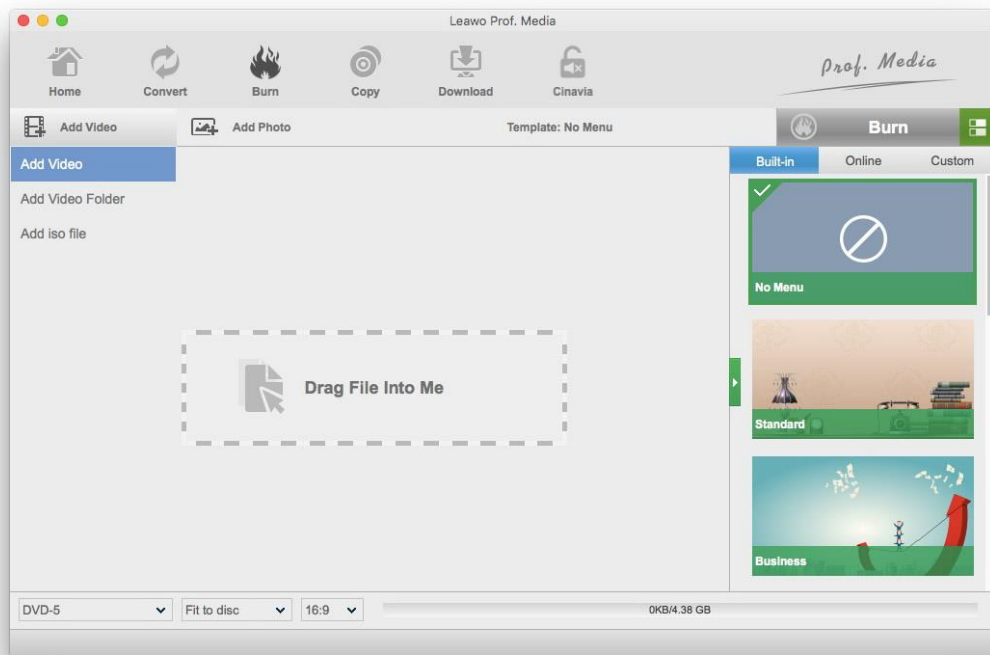 Leawo Prof. Media
Home Convert Burn Copy Download Cinavia
Prof. Media
Add Video Add Photo Template: No Menu Burn
Add Video
Add Video Folder
Add iso file
Drag File Into Me
Built-in Online Custom
No Menu
Standard
Business
DVD-5 Fit to disc 16:9 0KB/4.38 GB